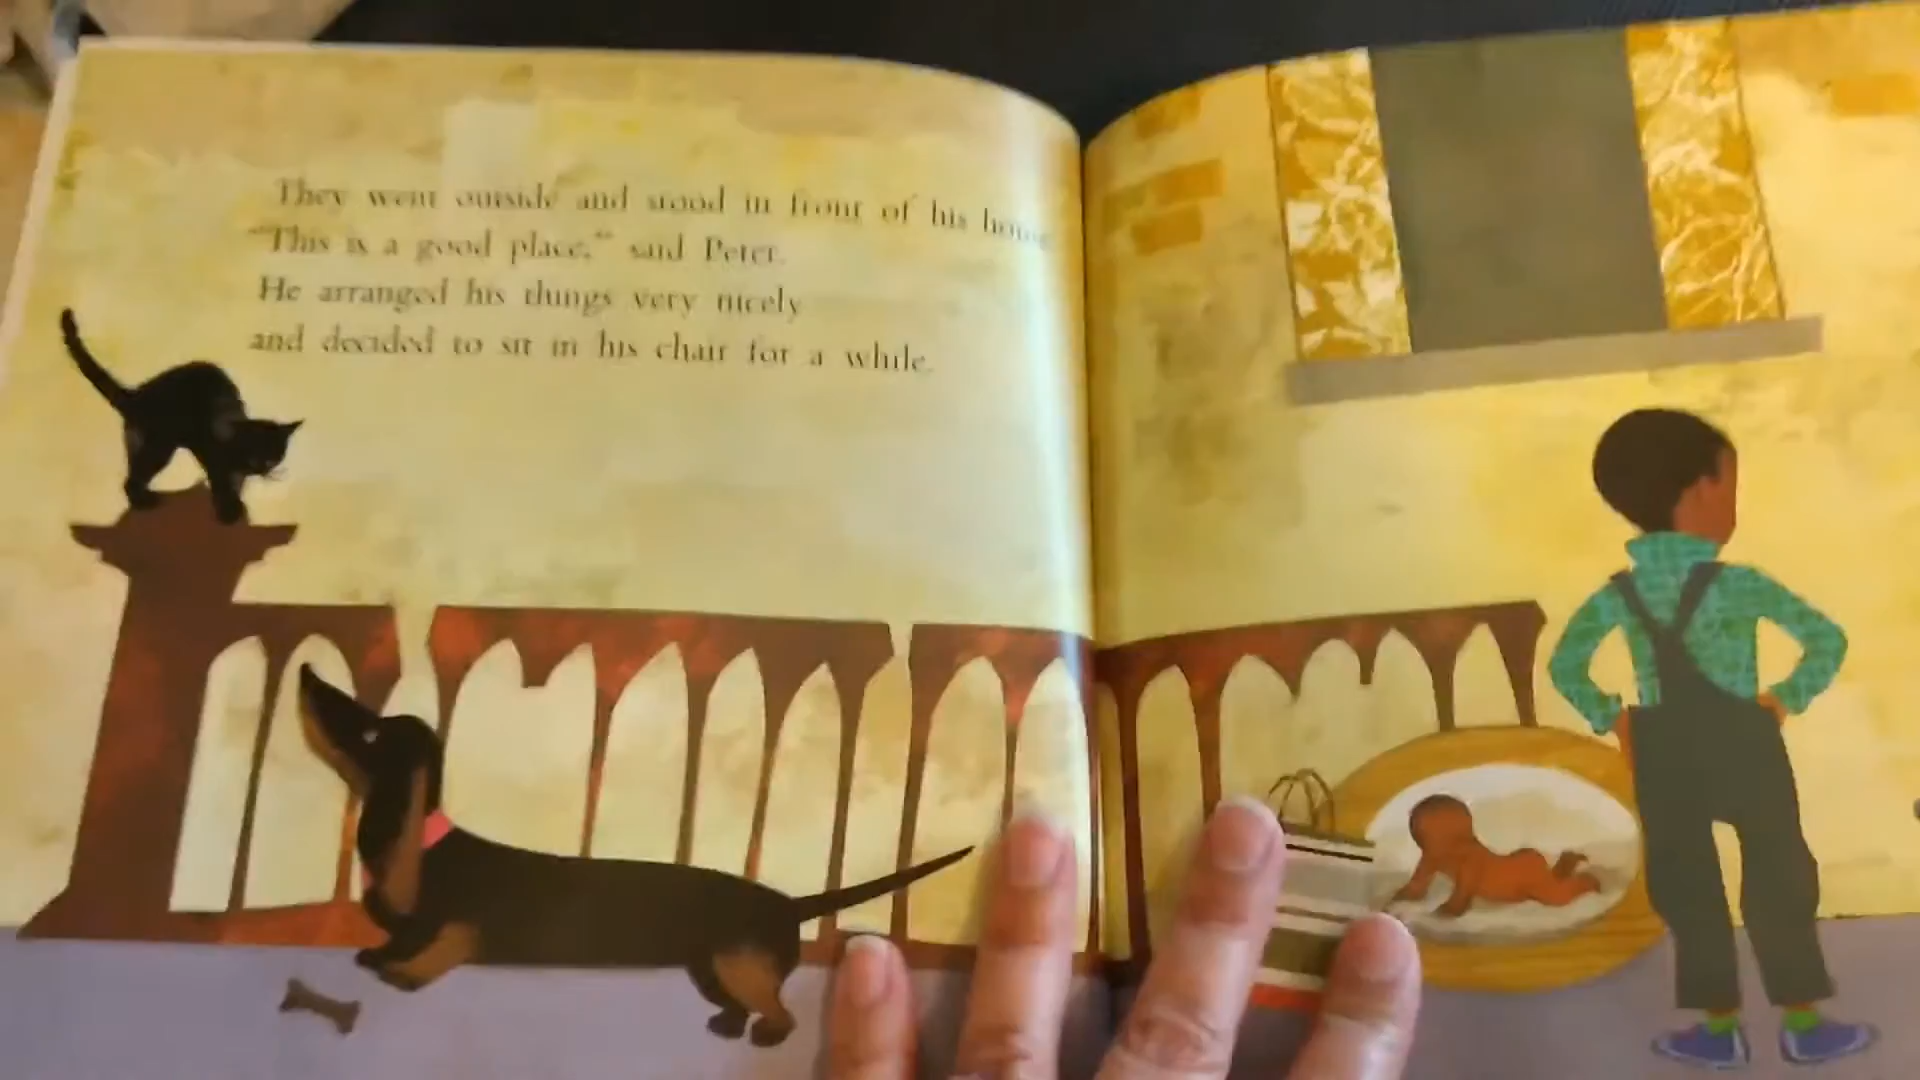 They went outside and stood in front of his house
"This is a good place," said Peter.
He arranged his things very nicely
and decided to sit in his chair for a while.